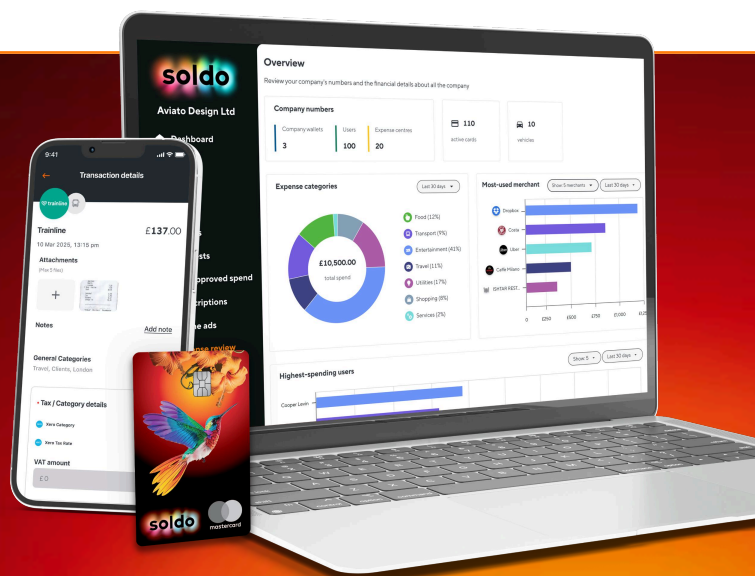 soldo
Aviato Design Ltd
Dashboard
Overview
Review your company's numbers and the financial details about all the company
Company numbers
Company wallets
3
Users
100
Expense centres
20
110
active cards
10
vehicles
Expense categories
Last 30 days
£10,500.00
total spend
Food (12%)
Transport (9%)
Entertainment (41%)
Travel (11%)
Utilities (17%)
Shopping (8%)
Services (2%)
Most-used merchant
Show 5 merchants
Last 30 days
Dropbox
Costa
Uber
Caffè Milano
IDATAR REST...
0
£250
£500
£750
£1,000
Highest-spending users
Show 5
Last 30 days
Cooper Levin
9:41
Transaction details
trainline
Trainline
£137.00
10 Mar 2025, 13:15 pm
Attachments
(Max 5 files)
+
Notes
Add note
General Categories
Travel, Clients, London
• Tax / Category details
Xero Category
Xero Tax Rate
VAT amount
£0
soldo
mastercard